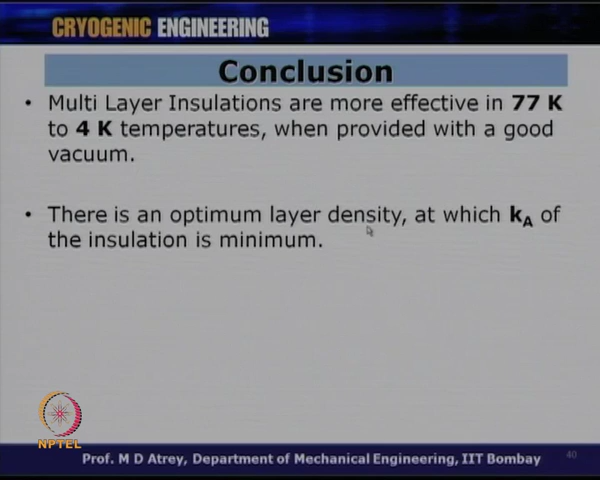 CRYOGENIC ENGINEERING
Conclusion
• Multi Layer Insulations are more effective in 77 K
to 4 K temperatures, when provided with a good
vacuum.
• There is an optimum layer density, at which kA of
the insulation is minimum.
NPTEL
Prof. M D Atrey, Department of Mechanical Engineering, IIT Bombay
40